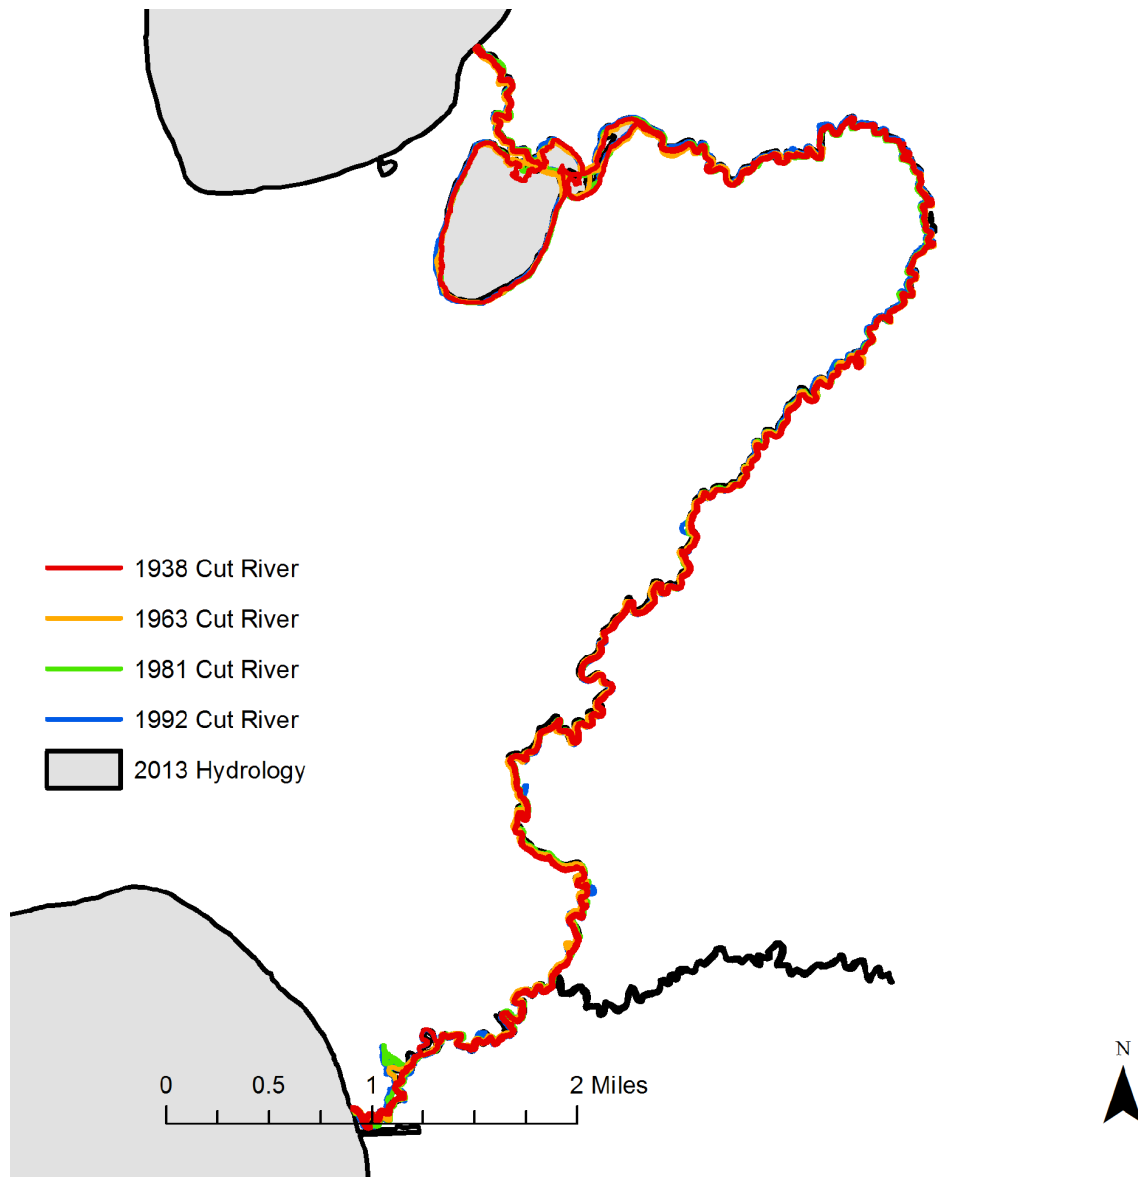 1938 Cut River
1963 Cut River
1981 Cut River
1992 Cut River
2013 Hydrology
0 0.5 1 2 Miles
N